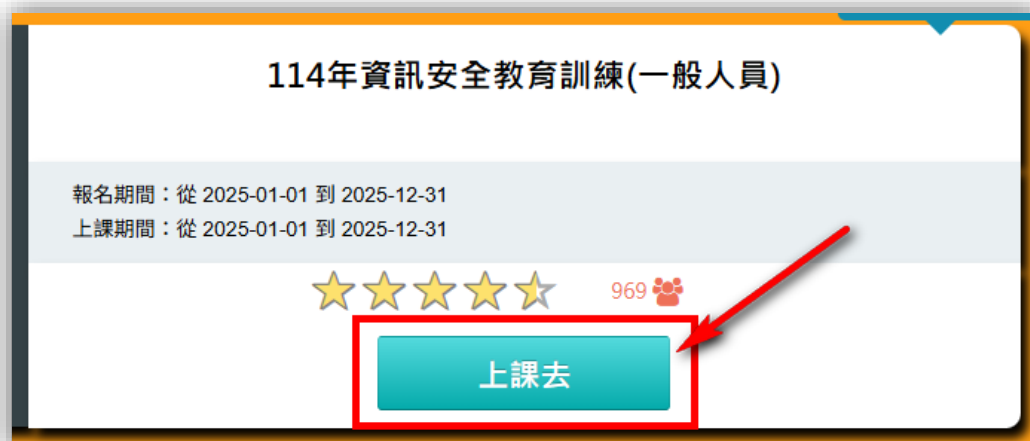 114年資訊安全教育訓練(一般人員)
報名期間：從 2025-01-01 到 2025-12-31
上課期間：從 2025-01-01 到 2025-12-31
969
上課去